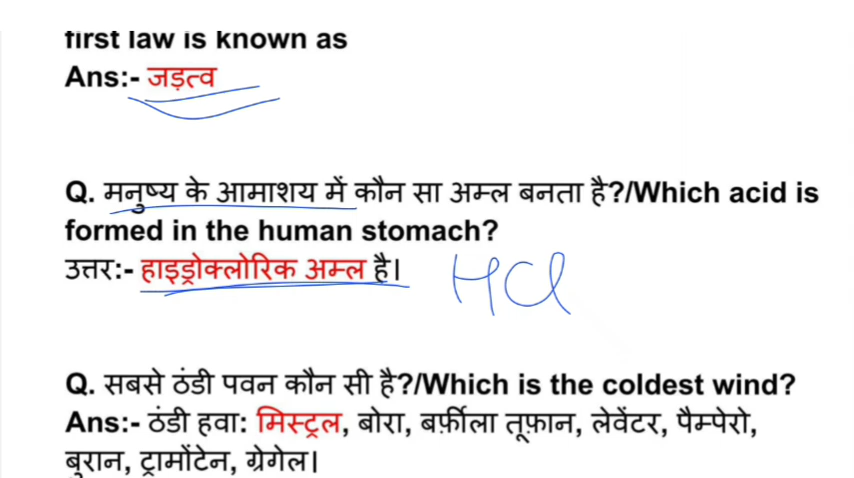 first law is known as
Ans:- जड़त्व
Q. मनुष्य के आमाशय में कौन सा अम्ल बनता है?/Which acid is
formed in the human stomach?
उत्तर:- हाइड्रोक्लोरिक अम्ल है। HCl
Q. सबसे ठंडी पवन कौन सी है?/Which is the coldest wind?
Ans:- ठंडी हवा: मिस्ट्रल, बोरा, बर्फ़ीला तूफ़ान, लेवेंटर, पैम्पेरो,
बुरान, ट्रामोंटेन, ग्रेगेल।